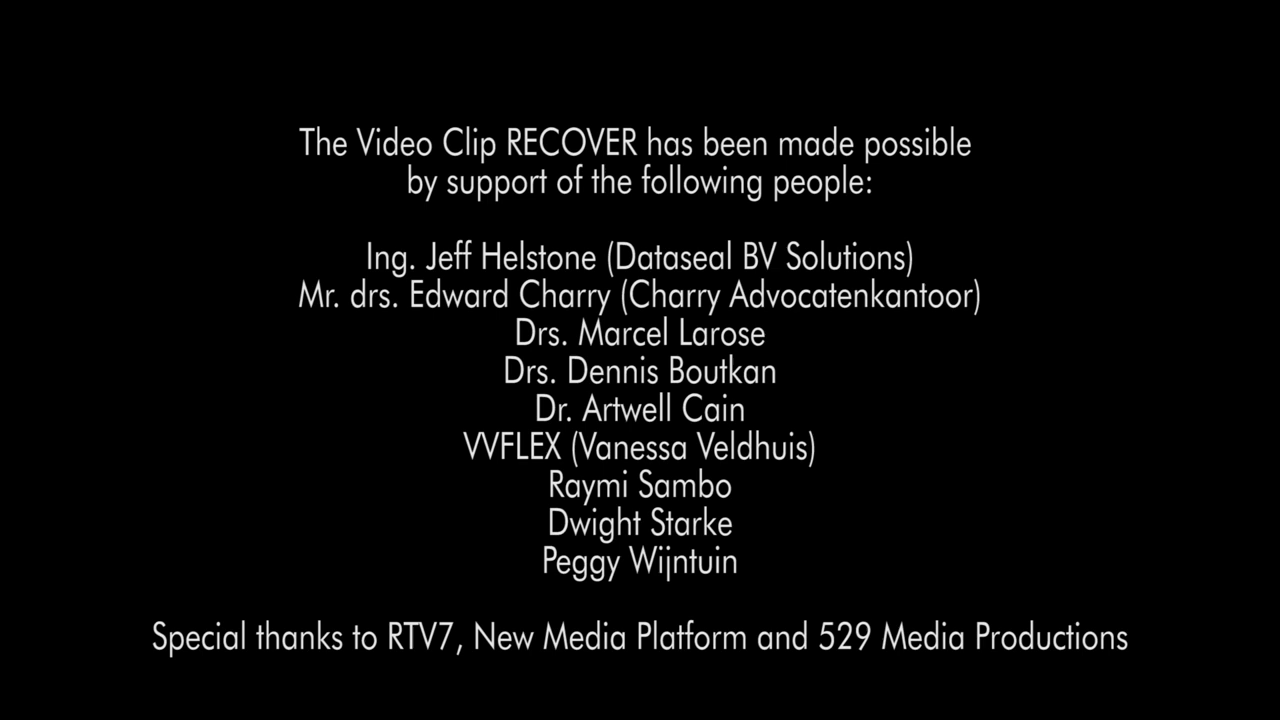 The Video Clip RECOVER has been made possible
by support of the following people:
Ing. Jeff Helstone (Dataseal BV Solutions)
Mr. drs. Edward Charry (Charry Advocatenkantoor)
Drs. Marcel Larose
Drs. Dennis Boutkan
Dr. Artwell Cain
VVFLEX (Vanessa Veldhuis)
Raymi Sambo
Dwight Starke
Peggy Wijntuin
Special thanks to RTV7, New Media Platform and 529 Media Productions